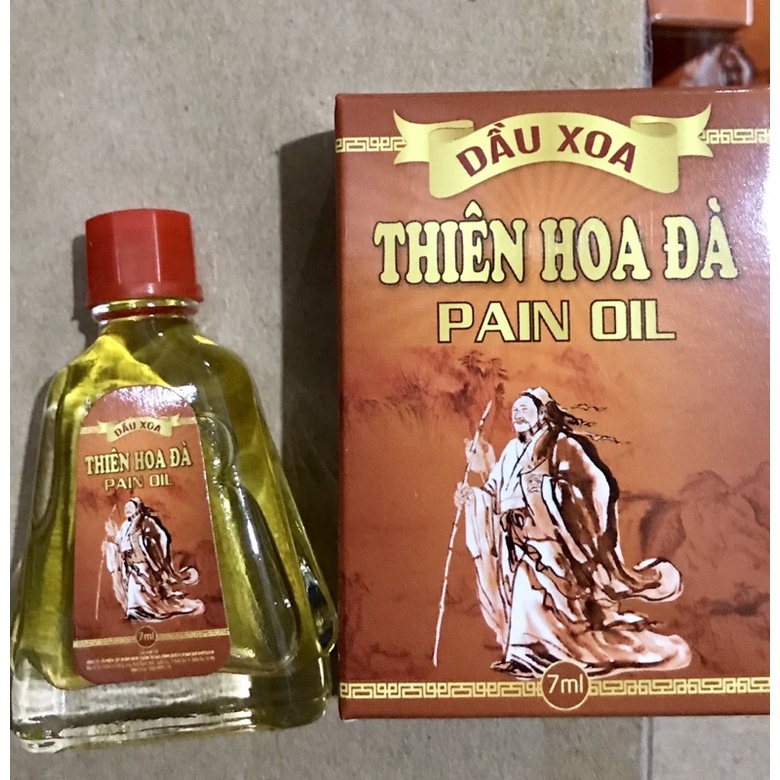 DẦU XOA
THIÊN HOA ĐÀ
PAIN OIL
7ml
DẦU XOA
THIÊN HOA ĐÀ
PAIN OIL
7ml